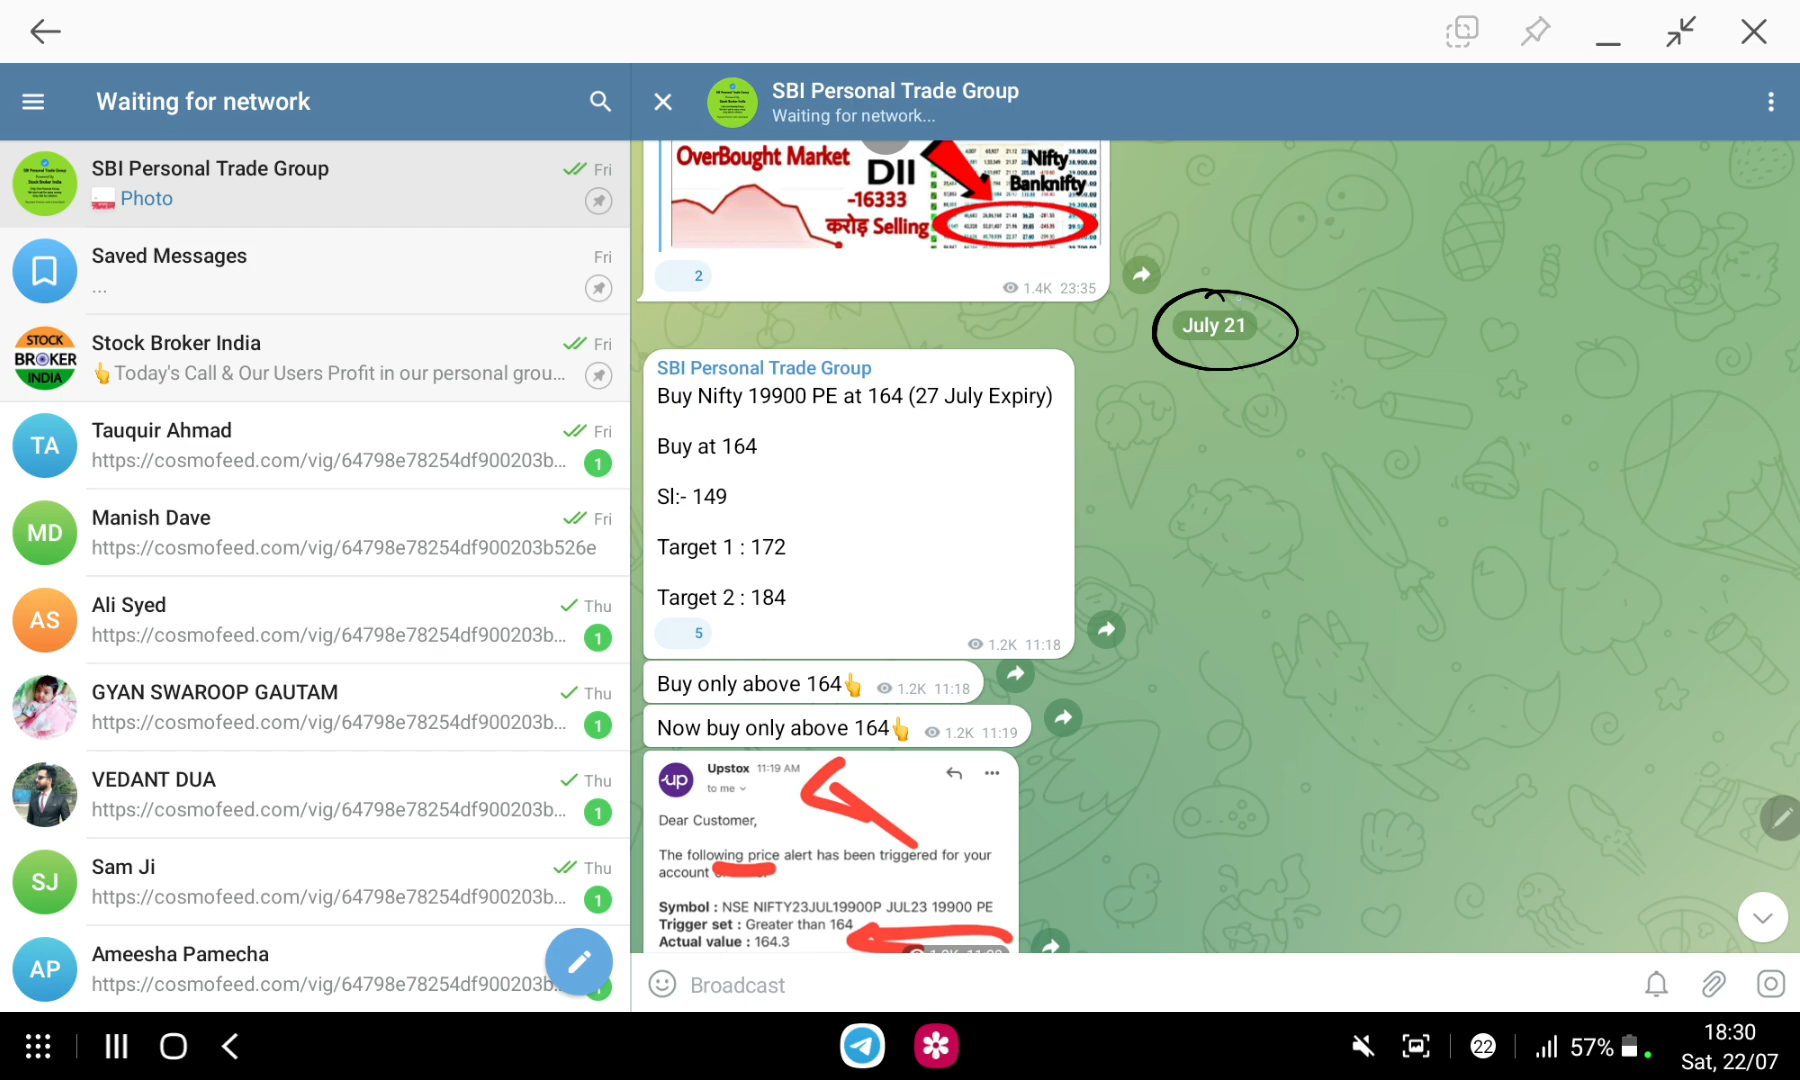 Waiting for network
SBI Personal Trade Group
Fri
Photo
Saved Messages
Fri
...
Stock Broker India
Fri
👆Today's Call & Our Users Profit in our personal grou...
STOCK
BROKER
INDIA
TA
Tauquir Ahmad
Fri
https://cosmofeed.com/vig/64798e78254df900203b...
1
MD
Manish Dave
Fri
https://cosmofeed.com/vig/64798e78254df900203b526e
AS
Ali Syed
Thu
https://cosmofeed.com/vig/64798e78254df900203b...
1
GYAN SWAROOP GAUTAM
Thu
https://cosmofeed.com/vig/64798e78254df900203b...
1
VEDANT DUA
Thu
https://cosmofeed.com/vig/64798e78254df900203b...
1
SJ
Sam Ji
Thu
https://cosmofeed.com/vig/64798e78254df900203b...
1
AP
Ameesha Pamecha
https://cosmofeed.com/vig/64798e78254df900203b...
SBI Personal Trade Group
Waiting for network...
OverBought Market
DII
-16333
करोड़ Selling
Nifty
Banknifty
2
1.4K 23:35
July 21
SBI Personal Trade Group
Buy Nifty 19900 PE at 164 (27 July Expiry)
Buy at 164
Sl:- 149
Target 1 : 172
Target 2 : 184
5
1.2K 11:18
Buy only above 164👆 1.2K 11:18
Now buy only above 164👆 1.2K 11:19
up
Upstox 11:19 AM
to me
Dear Customer,
The following price alert has been triggered for your
account
Symbol : NSE NIFTY23JUL19900P JUL23 19900 PE
Trigger set : Greater than 164
Actual value : 164.3
Broadcast
22
57%
18:30
Sat, 22/07